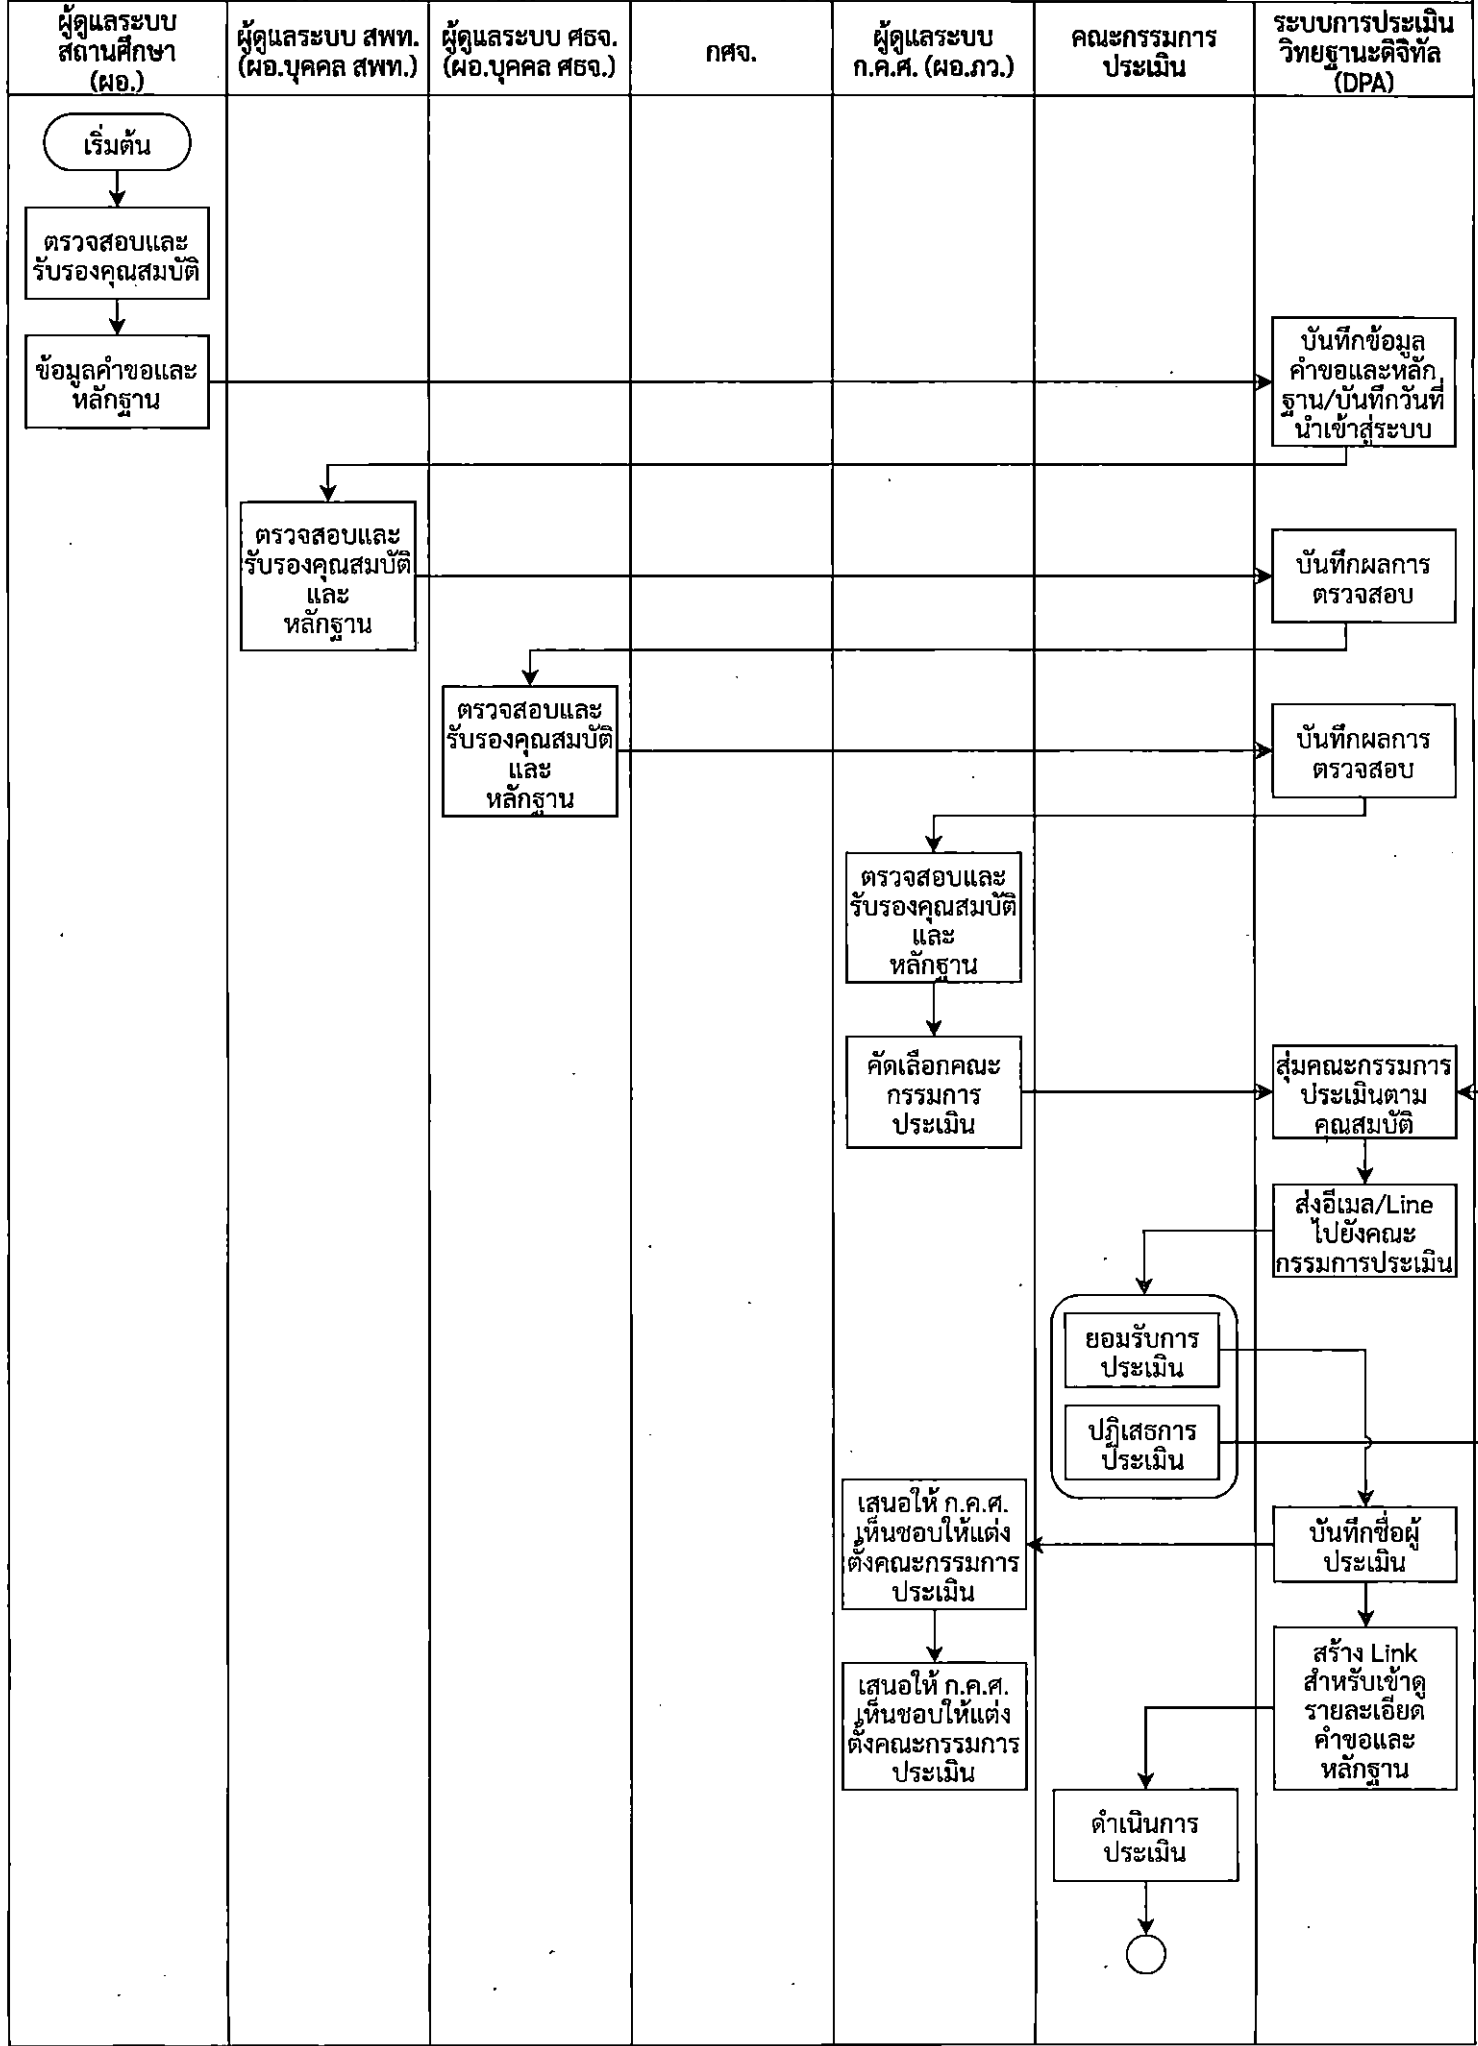 ผู้ดูแลระบบ
สถานศึกษา
(ผอ.)
ผู้ดูแลระบบ สพท.
(ผอ.บุคคล สพท.)
ผู้ดูแลระบบ ศธจ.
(ผอ.บุคคล ศธจ.)
กศจ.
ผู้ดูแลระบบ
ก.ค.ศ. (ผอ.ภว.)
คณะกรรมการ
ประเมิน
ระบบการประเมิน
วิทยฐานะดิจิทัล
(DPA)
เริ่มต้น
ตรวจสอบและ
รับรองคุณสมบัติ
ข้อมูลคำขอและ
หลักฐาน
บันทึกข้อมูล
คำขอและหลัก
ฐาน/บันทึกวันที่
นำเข้าสู่ระบบ
ตรวจสอบและ
รับรองคุณสมบัติ
และ
หลักฐาน
บันทึกผลการ
ตรวจสอบ
ตรวจสอบและ
รับรองคุณสมบัติ
และ
หลักฐาน
บันทึกผลการ
ตรวจสอบ
ตรวจสอบและ
รับรองคุณสมบัติ
และ
หลักฐาน
คัดเลือกคณะ
กรรมการ
ประเมิน
สุ่มคณะกรรมการ
ประเมินตาม
คุณสมบัติ
ส่งอีเมล/Line
ไปยังคณะ
กรรมการประเมิน
ยอมรับการ
ประเมิน
ปฏิเสธการ
ประเมิน
เสนอให้ ก.ค.ศ.
เห็นชอบให้แต่ง
ตั้งคณะกรรมการ
ประเมิน
บันทึกชื่อผู้
ประเมิน
เสนอให้ ก.ค.ศ.
เห็นชอบให้แต่ง
ตั้งคณะกรรมการ
ประเมิน
สร้าง Link
สำหรับเข้าดู
รายละเอียด
คำขอและ
หลักฐาน
ดำเนินการ
ประเมิน